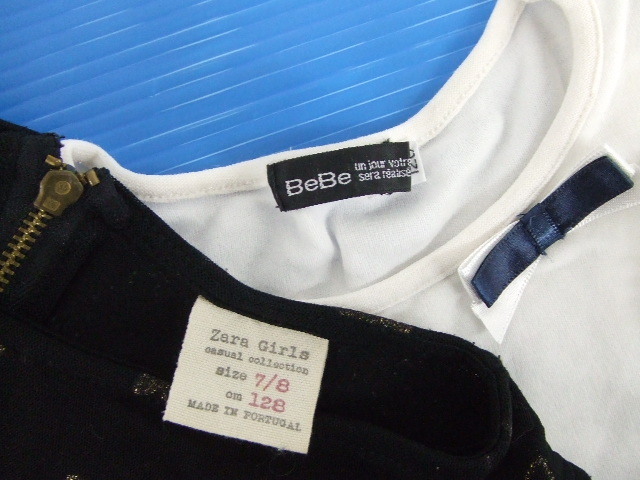 BeBe
un jour votre
sera réalisé
Zara Girls
casual collection
size 7/8
cm 128
MADE IN PORTUGAL